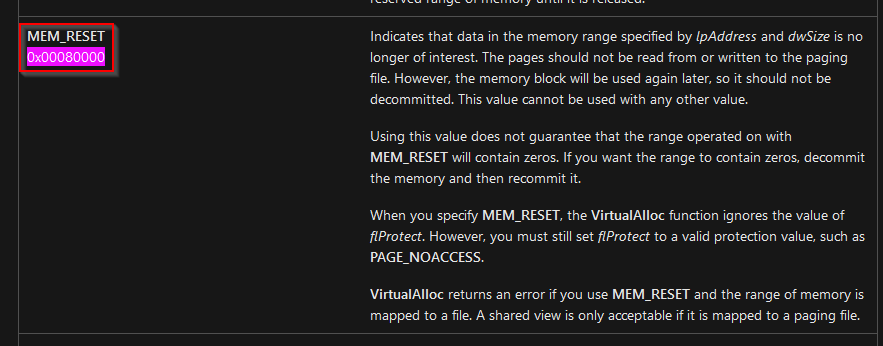 reserved range of memory until it is released.
MEM_RESET
0x00080000
Indicates that data in the memory range specified by lpAddress and dwSize is no
longer of interest. The pages should not be read from or written to the paging
file. However, the memory block will be used again later, so it should not be
decommitted. This value cannot be used with any other value.
Using this value does not guarantee that the range operated on with
MEM_RESET will contain zeros. If you want the range to contain zeros, decommit
the memory and then recommit it.
When you specify MEM_RESET, the VirtualAlloc function ignores the value of
flProtect. However, you must still set flProtect to a valid protection value, such as
PAGE_NOACCESS.
VirtualAlloc returns an error if you use MEM_RESET and the range of memory is
mapped to a file. A shared view is only acceptable if it is mapped to a paging file.